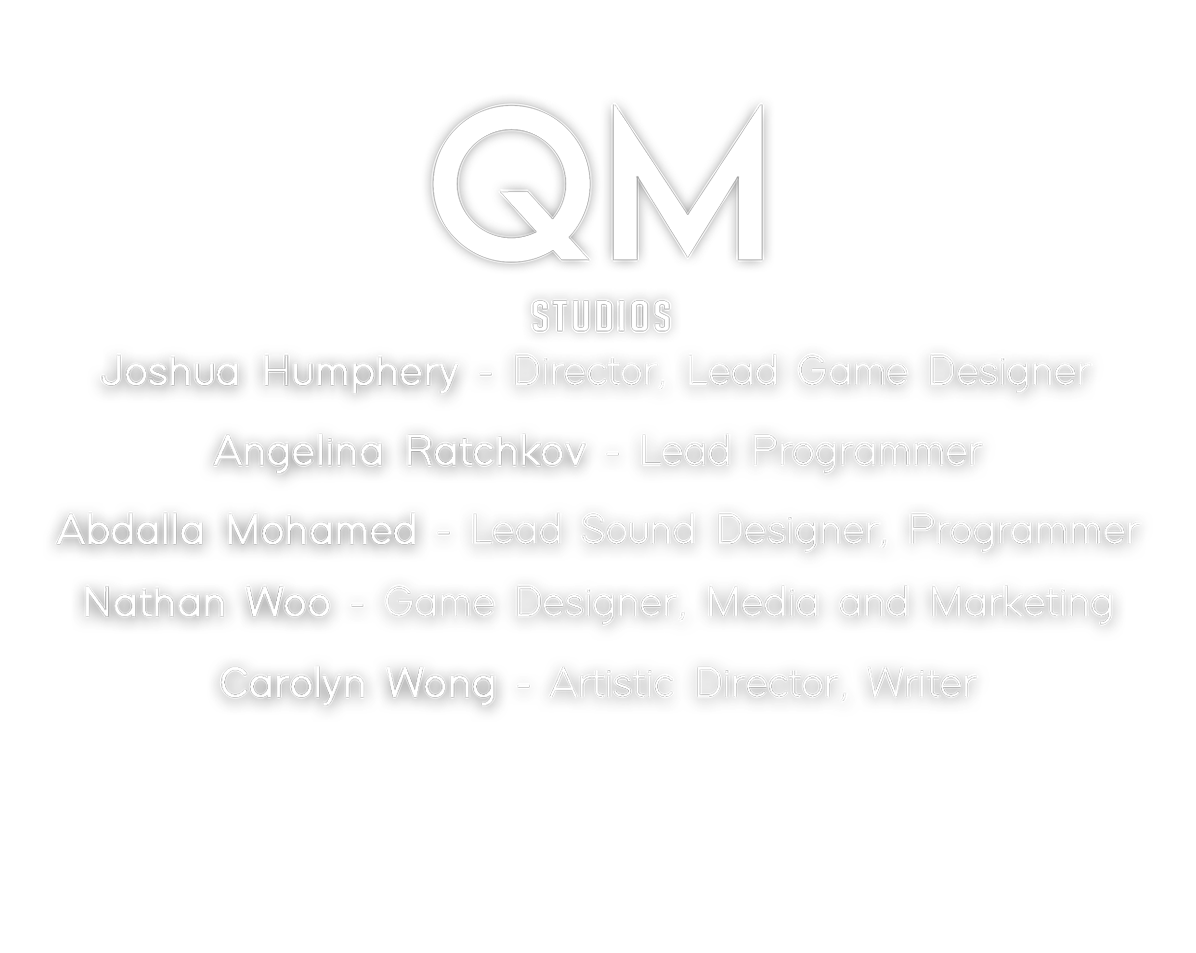 QM
STUDIOS
Joshua Humphery - Director, Lead Game Designer
Angelina Ratchkov - Lead Programmer
Abdalla Mohamed - Lead Sound Designer, Programmer
Nathan Woo - Game Designer, Media and Marketing
Carolyn Wong - Artistic Director, Writer